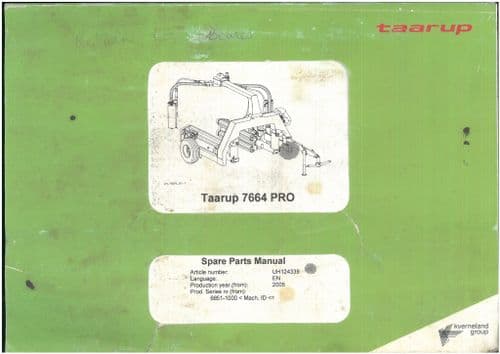 taarup
Taarup 7664 PRO
Spare Parts Manual
Article number: UH124339
Language: EN
Production year (from): 2005
Prod. Series nr (from):
6651-1000 < Mach. ID <=
kverneland
group